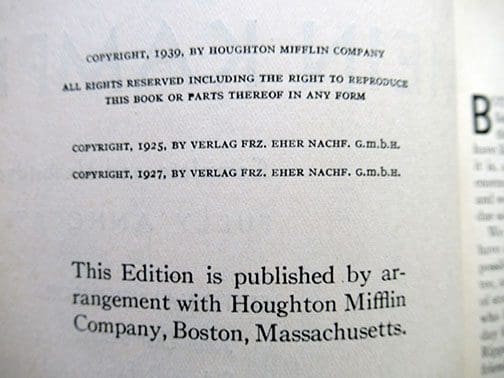 COPYRIGHT, 1939, BY HOUGHTON MIFFLIN COMPANY
ALL RIGHTS RESERVED INCLUDING THE RIGHT TO REPRODUCE
THIS BOOK OR PARTS THEREOF IN ANY FORM
COPYRIGHT, 1925, BY VERLAG FRZ. EHER NACHF. G.m.b.H.
COPYRIGHT, 1927, BY VERLAG FRZ. EHER NACHF. G.m.b.H.
This Edition is published by ar-
rangement with Houghton Mifflin
Company, Boston, Massachusetts.